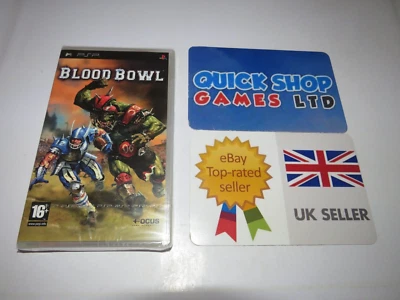 PSP
BLOOD BOWL
16+
FOCUS
QUICK SHOP
GAMES LTD
eBay
Top-rated
seller
UK SELLER